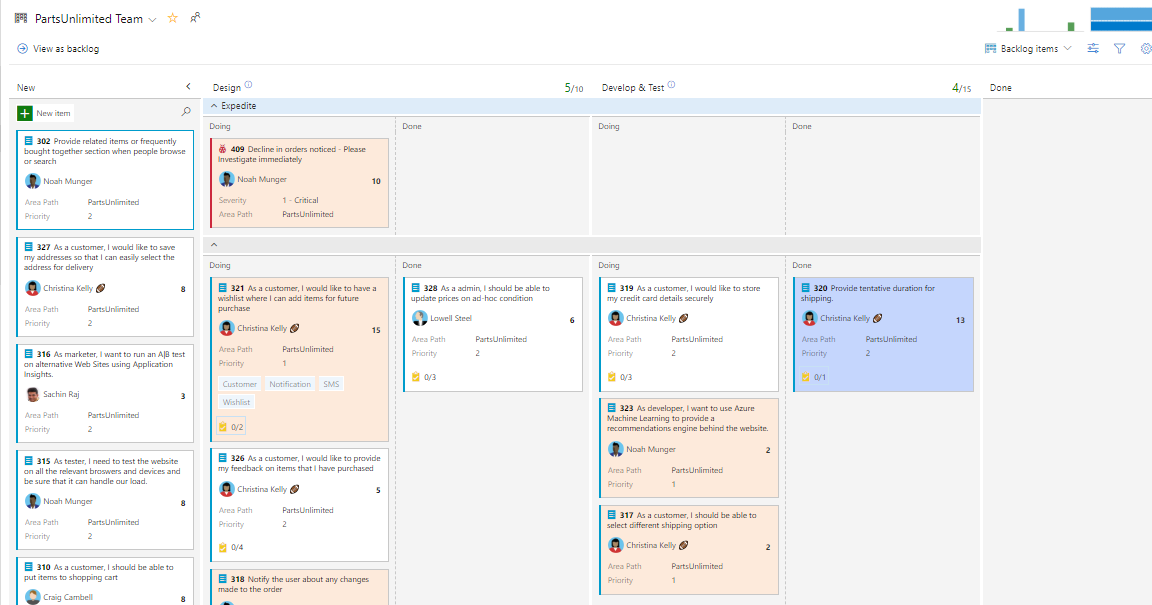 PartsUnlimited Team
View as backlog
Backlog items
New
Design
5/10
Develop & Test
4/15
Done
New item
Expedite
Doing
Done
Doing
Done
302 Provide related items or frequently
bought together section when people browse
or search
Noah Munger
Area Path PartsUnlimited
Priority 2
327 As a customer, I would like to save
my addresses so that I can easily select the
address for delivery
Christina Kelly
8
Area Path PartsUnlimited
Priority 2
316 As marketer, I want to run an A|B test
on alternative Web Sites using Application
Insights.
Sachin Raj
3
Area Path PartsUnlimited
Priority 2
315 As tester, I need to test the website
on all the relevant broswers and devices and
be sure that it can handle our load.
Noah Munger
8
Area Path PartsUnlimited
Priority 2
310 As a customer, I should be able to
put items to shopping cart
Craig Cambell
8
409 Decline in orders noticed - Please
Investigate immediately
Noah Munger
10
Severity 1 - Critical
Area Path PartsUnlimited
Doing
Done
Doing
Done
321 As a customer, I would like to have a
wishlist where I can add items for future
purchase
Christina Kelly
15
Area Path PartsUnlimited
Priority 1
Customer Notification SMS
Wishlist
0/2
326 As a customer, I would like to provide
my feedback on items that I have purchased
Christina Kelly
5
Area Path PartsUnlimited
Priority 2
0/4
318 Notify the user about any changes
made to the order
328 As a admin, I should be able to
update prices on ad-hoc condition
Lowell Steel
6
Area Path PartsUnlimited
Priority 2
0/3
319 As a customer, I would like to store
my credit card details securely
Christina Kelly
Area Path PartsUnlimited
Priority 2
0/3
323 As developer, I want to use Azure
Machine Learning to provide a
recommendations engine behind the website.
Noah Munger
2
Area Path PartsUnlimited
Priority 1
317 As a customer, I should be able to
select different shipping option
Christina Kelly
2
Area Path PartsUnlimited
Priority 1
320 Provide tentative duration for
shipping.
Christina Kelly
13
Area Path PartsUnlimited
Priority 2
0/1